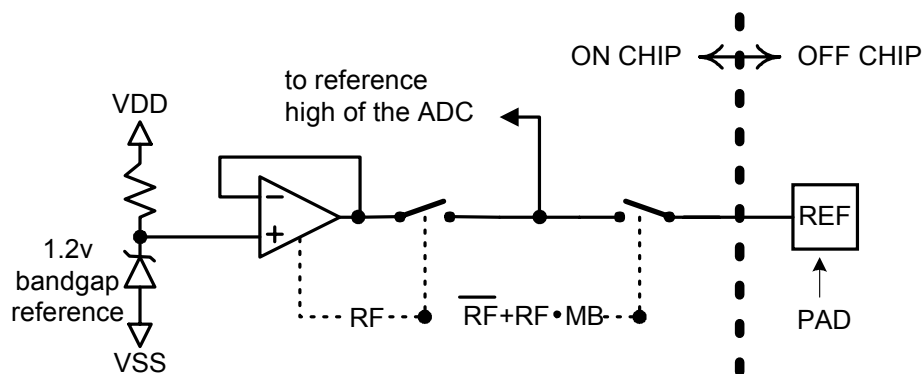 ON CHIP
OFF CHIP
to reference
high of the ADC
VDD
−
+
1.2v
bandgap
reference
VSS
RF
R̅F̅+RF•MB
REF
PAD